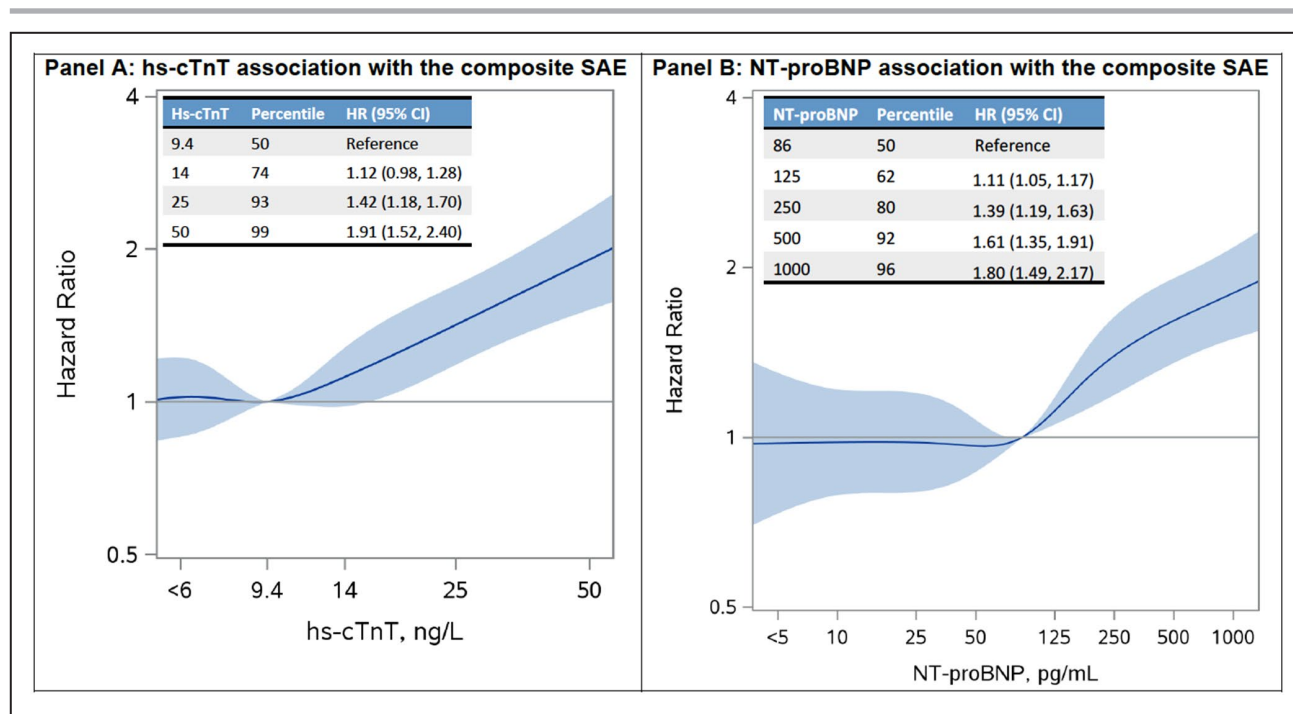 Panel A: hs-cTnT association with the composite SAE
Hs-cTnT Percentile HR (95% CI)
9.4 50 Reference
14 74 1.12 (0.98, 1.28)
25 93 1.42 (1.18, 1.70)
50 99 1.91 (1.52, 2.40)
4
2
1
0.5
Hazard Ratio
<6 9.4 14 25 50
hs-cTnT, ng/L
Panel B: NT-proBNP association with the composite SAE
NT-proBNP Percentile HR (95% CI)
86 50 Reference
125 62 1.11 (1.05, 1.17)
250 80 1.39 (1.19, 1.63)
500 92 1.61 (1.35, 1.91)
1000 96 1.80 (1.49, 2.17)
4
2
1
0.5
Hazard Ratio
<5 10 25 50 125 250 500 1000
NT-proBNP, pg/mL